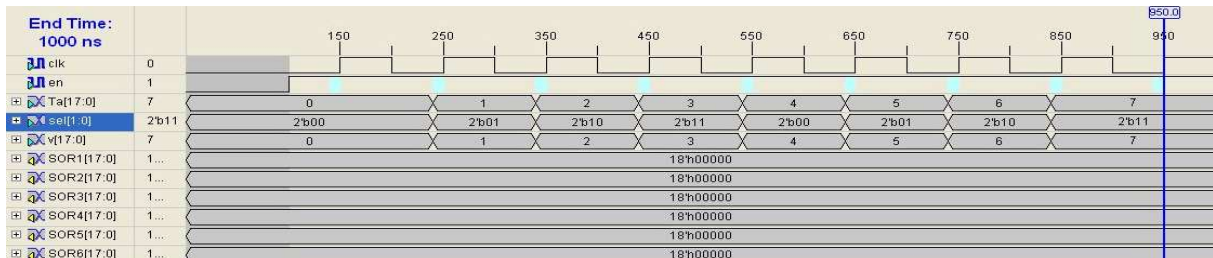 950.0
End Time:
1000 ns
150 250 350 450 550 650 750 850 950
clk 0
en 1
Ta[17:0] 7 0 1 2 3 4 5 6 7
sel[1:0] 2'b11 2'b00 2'b01 2'b10 2'b11 2'b00 2'b01 2'b10 2'b11
v[17:0] 7 0 1 2 3 4 5 6 7
SOR1[17:0] 1... 18'h00000
SOR2[17:0] 1... 18'h00000
SOR3[17:0] 1... 18'h00000
SOR4[17:0] 1... 18'h00000
SOR5[17:0] 1... 18'h00000
SOR6[17:0] 1... 18'h00000